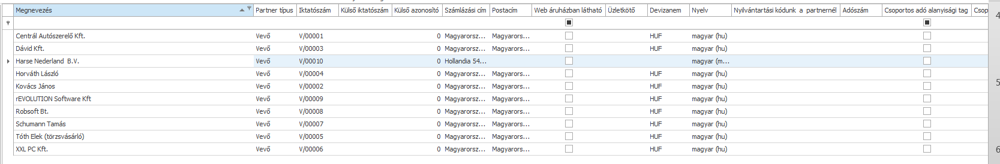 Megnevezés Partner típus Iktatószám Külső iktatószám Külső azonosító Számlázási cím Postacím Web áruházban látható Üzletkötő Devizanem Nyelv Nyilvántartási kódunk a partnernél Adószám Csoportos adó alanyisági tag Csop
Centrál Autószerelő Kft. Vevő V/00001 0 Magyarorsz... Magyarors... HUF magyar (hu)
Dávid Kft. Vevő V/00003 0 Magyarorsz... Magyarors... HUF magyar (hu)
Harse Nederland B.V. Vevő V/00010 0 Hollandia 54... magyar (m...
Horváth László Vevő V/00004 0 Magyarorsz... Magyarors... HUF magyar (hu)
Kovács János Vevő V/00002 0 Magyarorsz... Magyarors... HUF magyar (hu)
rEVOLUTION Software Kft Vevő V/00009 0 Magyarorsz... Magyarors... HUF magyar (hu)
Robsoft Bt. Vevő V/00008 0 Magyarorsz... Magyarors... HUF magyar (hu)
Schumann Tamás Vevő V/00007 0 Magyarorsz... Magyarors... HUF magyar (hu)
Tóth Elek (törzsvásárló) Vevő V/00005 0 Magyarorsz... Magyarors... HUF magyar (hu)
XXL PC Kft. Vevő V/00006 0 Magyarorsz... Magyarors... HUF magyar (hu)
4
5
6